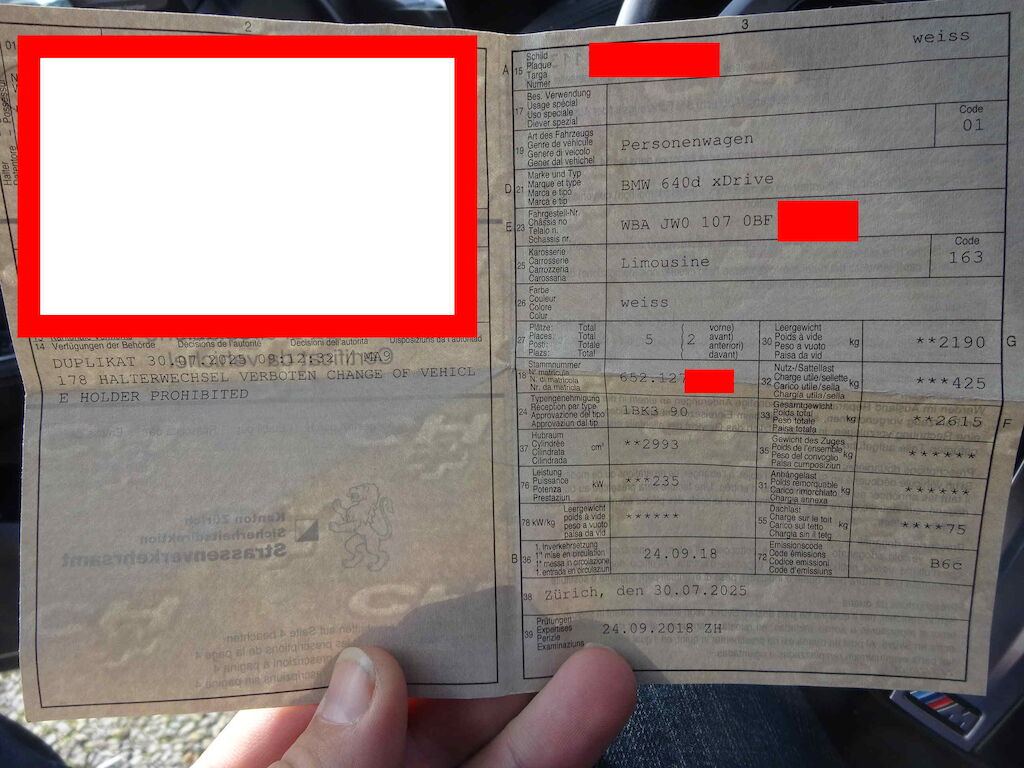 2
01
14 Verfügungen der Behörde Décisions de l'autorité Decisioni dell'autorità Disposiziuns da l'autoritad
DUPLIKAT 30.07.2025/08:12:32 / MA9
178 HALTERWECHSEL VERBOTEN CHANGE OF VEHICL
E HOLDER PROHIBITED
Kanton Zürich
Sicherheitsdirektion
Strassenverkehrsamt
3
weiss
A 15 Schild
Plaque
Targa
Numer
17 Bes. Verwendung
Usage spécial
Uso speciale
Diever spezial
19 Art des Fahrzeugs
Genre de véhicule
Genere di veicolo
Gener dal vehichel
Personenwagen
Code
01
D 21 Marke und Typ
Marque et type
Marca e tipo
Marca e tip
BMW 640d xDrive
E 23 Fahrgestell-Nr
Châssis no
Telaio n.
Schassis nr.
WBA JW0 107 0BF
25 Karosserie
Carrosserie
Carrozzeria
Carossaria
Limousine
Code
163
26 Farbe
Couleur
Colore
Colur
weiss
27 Plätze: Total
Places: Total
Posti: Totale
Plazs: Total
5 (2 vorne)
avant)
anteriori)
davant)
30 Leergewicht
Poids à vide
Peso a vuoto
Paisa da vid
kg **2190 G
18 Stammnummer
N° matricule
N. di matricola
Nr. da matricla
652.127
32 Nutz-/Sattellast
Charge utile/sellette
Carico utile/sella
Chargia utila/sella
kg ***425
24 Typengenehmigung
Réception par type
Approvazione del tipo
Approvaziun dal tip
1BK3 90
33 Gesamtgewicht
Poids total
Peso totale
Paisa totala
kg **2615 F
37 Hubraum
Cylindrée
Cilindrata
Cilindrada
cm³ **2993
35 Gewicht des Zuges
Poids de l'ensemble
Peso del convoglio
Paisa cumposiziun
kg ******
76 Leistung
Puissance
Potenza
Prestaziun
kW ***235
31 Anhängelast
Poids remorquable
Carico rimorchiato
Chargia annexa
kg ******
78 kW/kg Leergewicht
poids à vide
peso a vuoto
paisa da vid
******
55 Dachlast
Charge sur le toit
Carico sul tetto
Chargia sin il tetg
kg ****75
B 36 1. Inverkehrsetzung
1re mise en circulation
1a messa in circolazione
1. entrada en circulaziun
24.09.18
72 Emissionscode
Code émissions
Codice emissioni
Code d'emissiuns
B6c
38 Zürich, den 30.07.2025
39 Prüfungen
Expertises
Perizie
Examinaziuns
24.09.2018 ZH